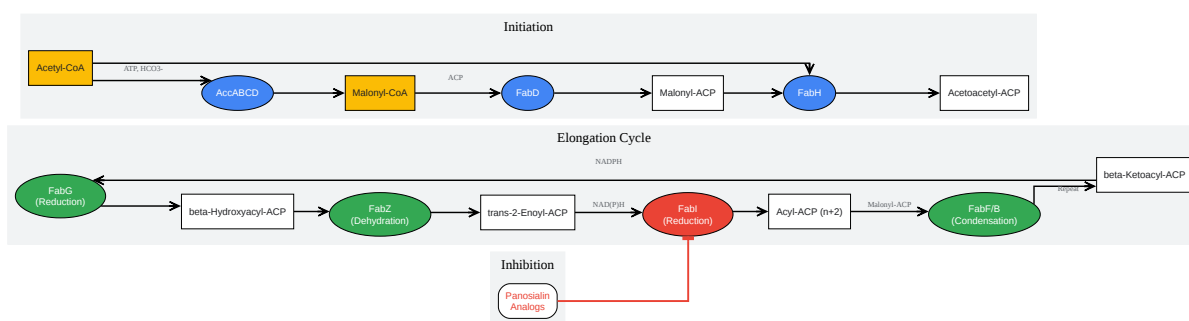 Initiation
Acetyl-CoA
ATP, HCO3-
AccABCD
Malonyl-CoA
ACP
FabD
Malonyl-ACP
FabH
Acetoacetyl-ACP
Elongation Cycle
NADPH
beta-Ketoacyl-ACP
Repeat
FabG
(Reduction)
beta-Hydroxyacyl-ACP
FabZ
(Dehydration)
trans-2-Enoyl-ACP
NAD(P)H
FabI
(Reduction)
Acyl-ACP (n+2)
Malonyl-ACP
FabF/B
(Condensation)
Inhibition
Panosialin
Analogs